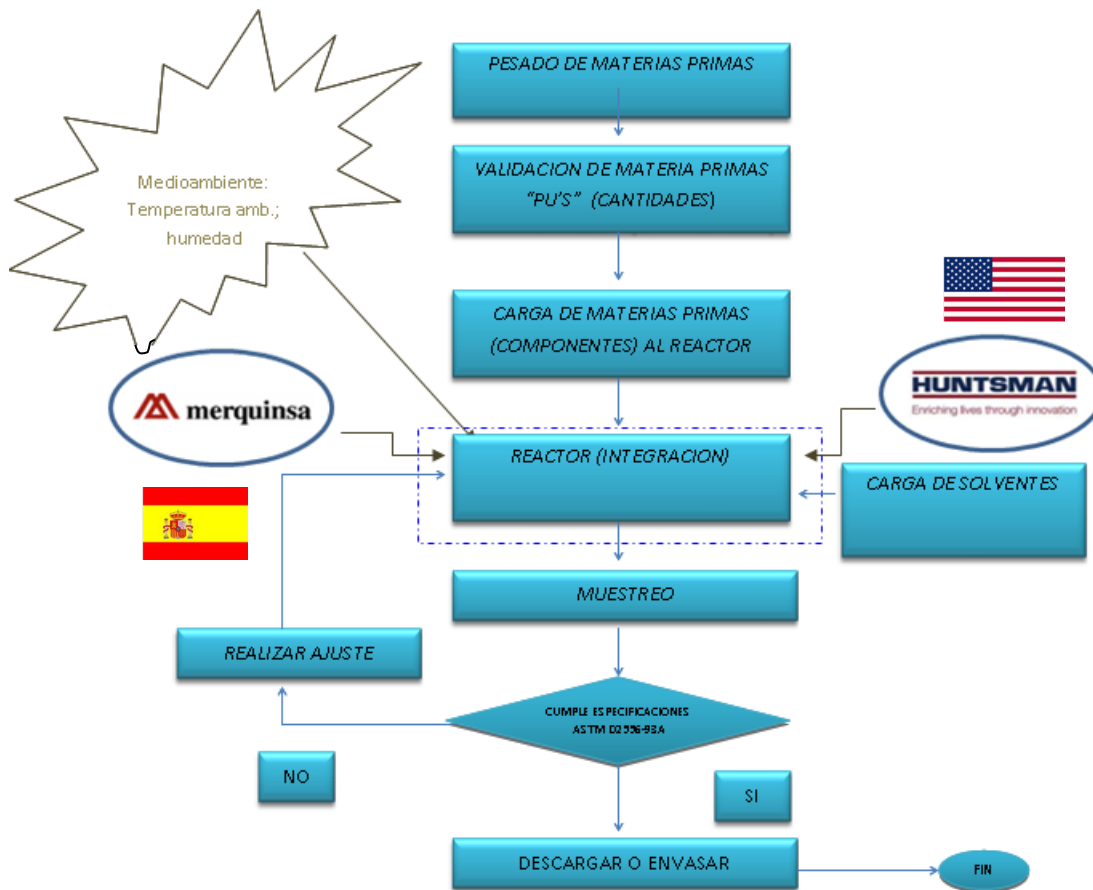 PESADO DE MATERIAS PRIMAS
VALIDACION DE MATERIA PRIMAS
“PU’S” (CANTIDADES)
Medioambiente:
Temperatura amb.;
humedad
CARGA DE MATERIAS PRIMAS
(COMPONENTES) AL REACTOR
merquinsa
HUNTSMAN
Enriching lives through innovation
REACTOR (INTEGRACION)
CARGA DE SOLVENTES
MUESTREO
REALIZAR AJUSTE
CUMPLE ESPECIFICACIONES
ASTM D2556-93A
NO
SI
DESCARGAR O ENVASAR
FIN